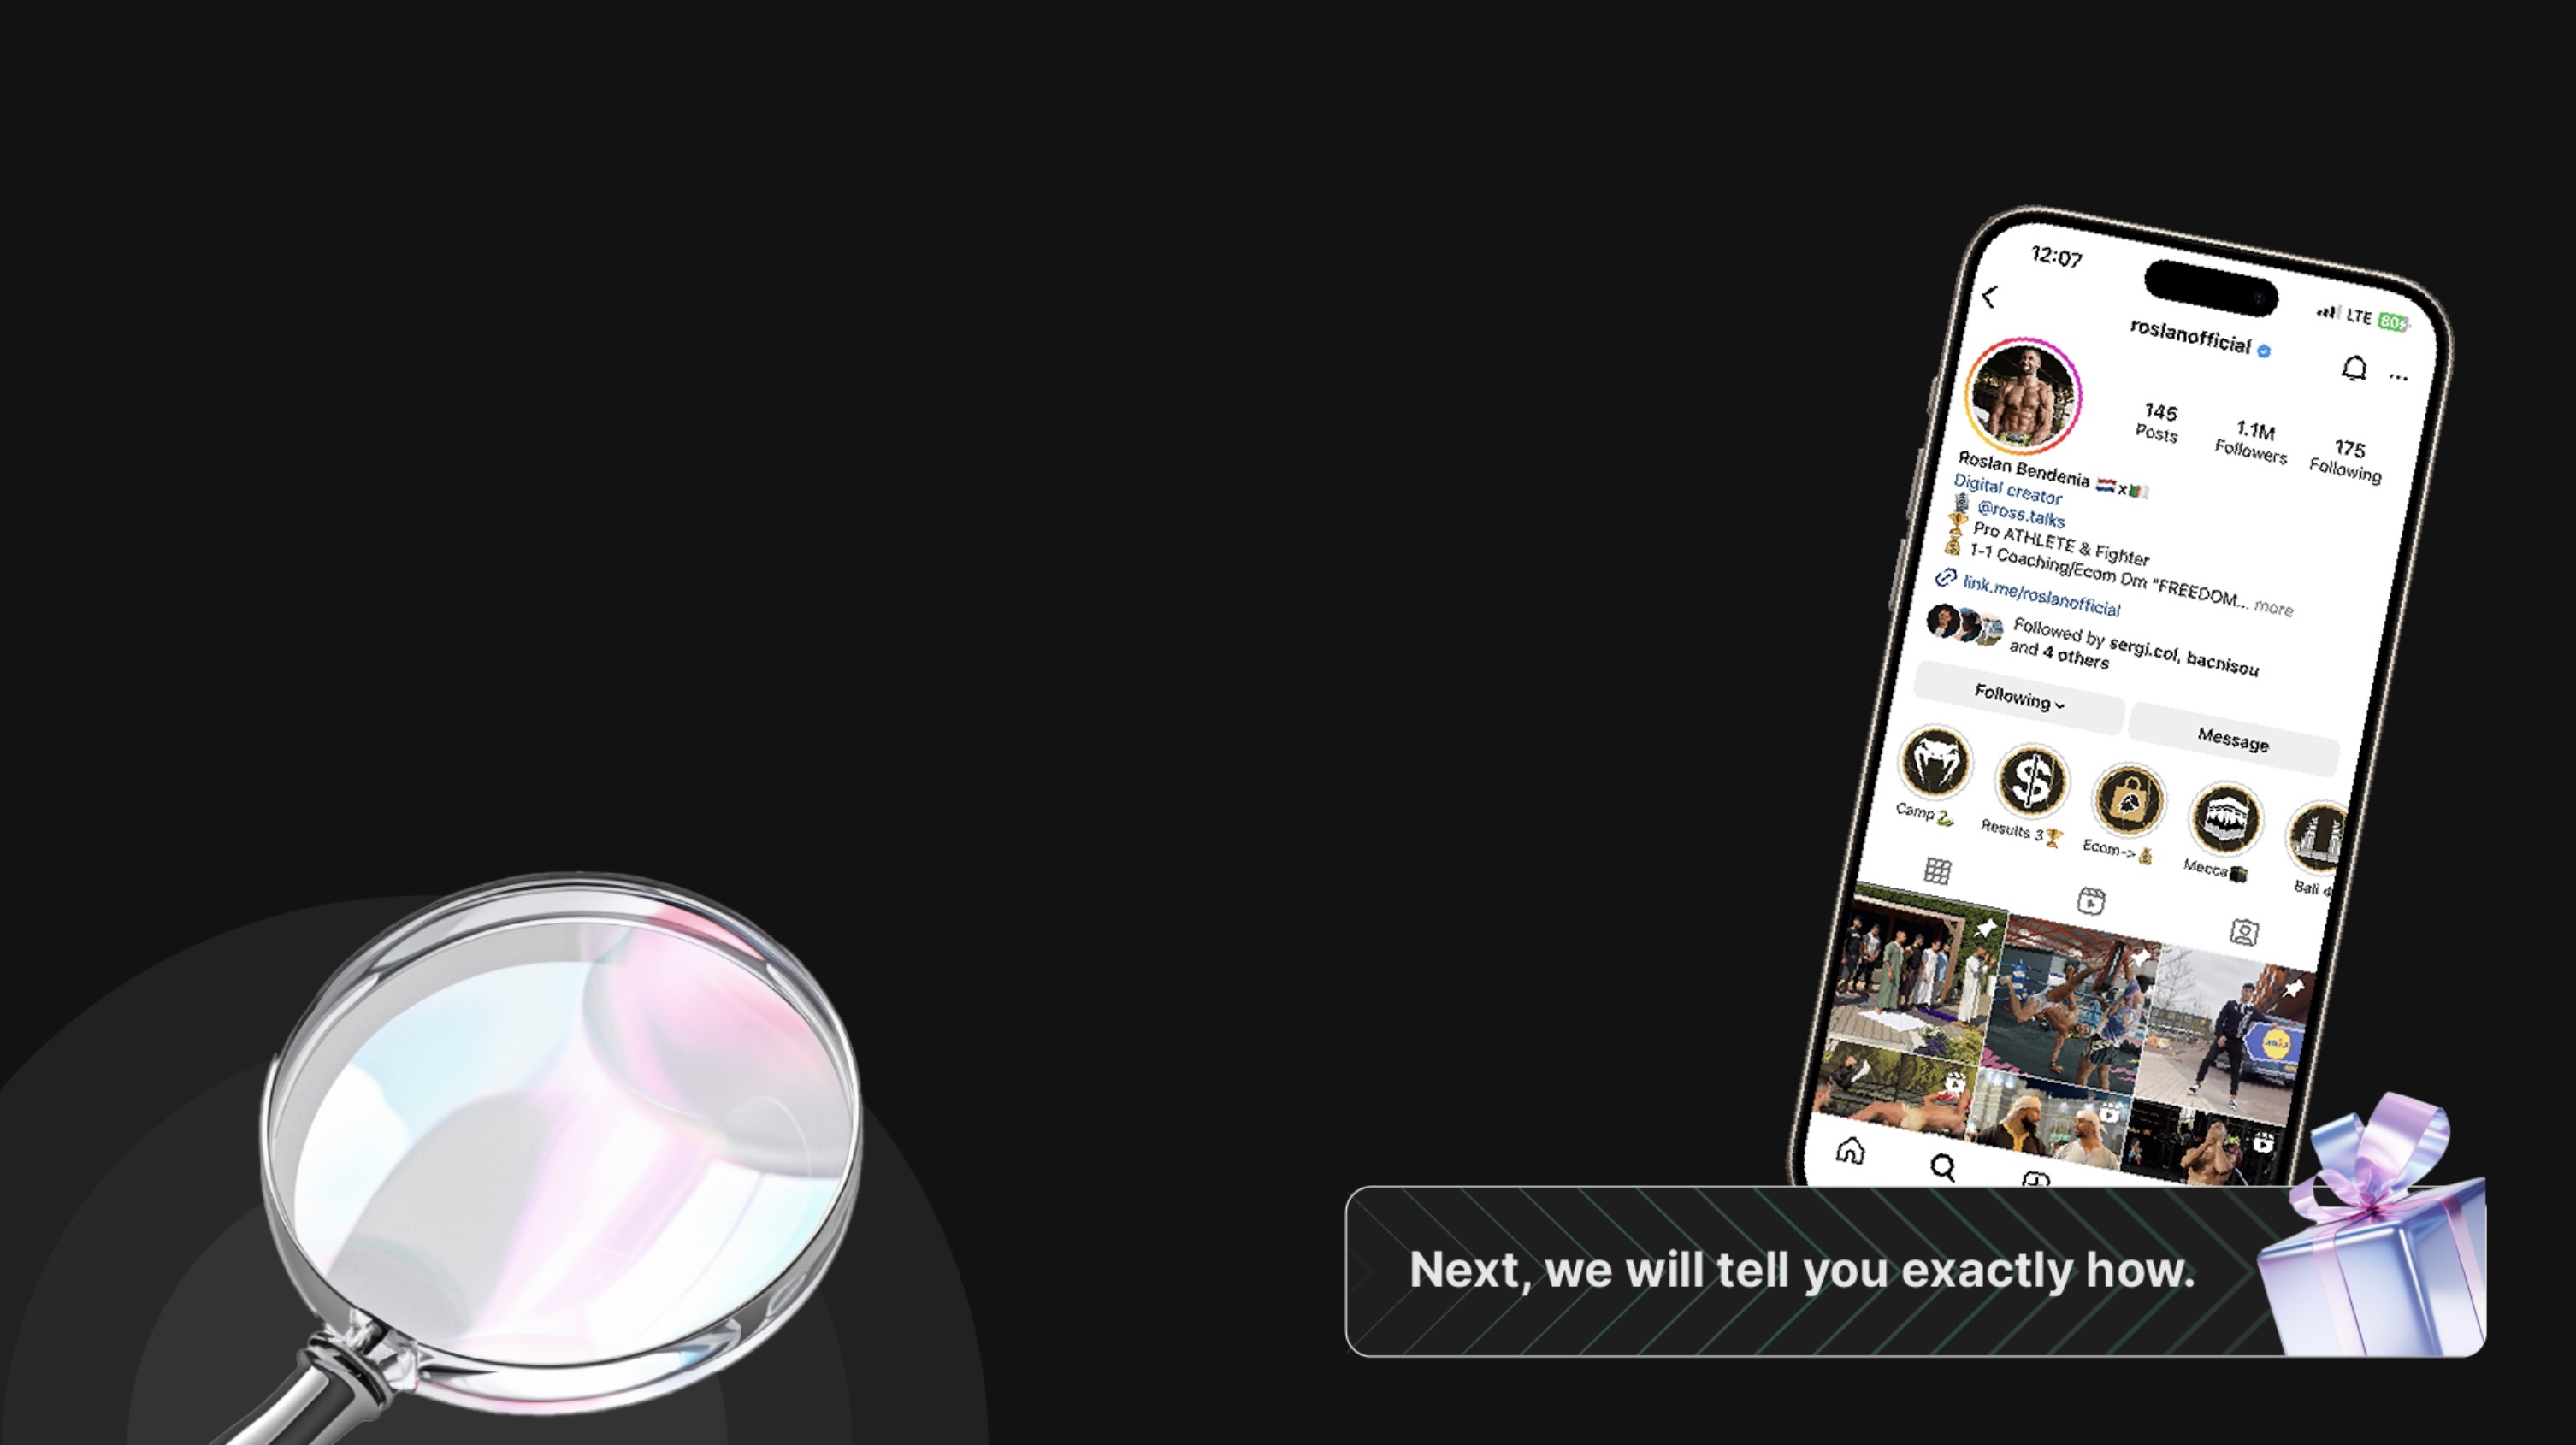 12:07
LTE 80
roslanofficial
145
Posts
1.1M
Followers
175
Following
Roslan Bendenia 🇳🇱x🇩🇿
Digital creator
@ross.talks
🏆 Pro ATHLETE & Fighter
💰 1-1 Coaching/Ecom Dm "FREEDOM... more
link.me/roslanofficial
Followed by sergi.col, bacnisou
and 4 others
Following
Message
Camp🐍
Results 3🏆
Ecom->💰
Mecca🕋
Bali 4
Next, we will tell you exactly how.